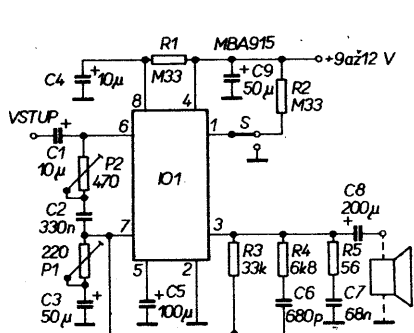 R1 MBA915
C4 10µ M33 C9 50µ +9až12 V
R2 M33
8 4
VSTUP 6 1 S
C1 10µ P2 470 IO1
C2 330n 7 3 C8 200µ
220 P1 R3 33k R4 6k8 R5 56
5 2
C3 50µ C5 100µ C6 680p C7 68n